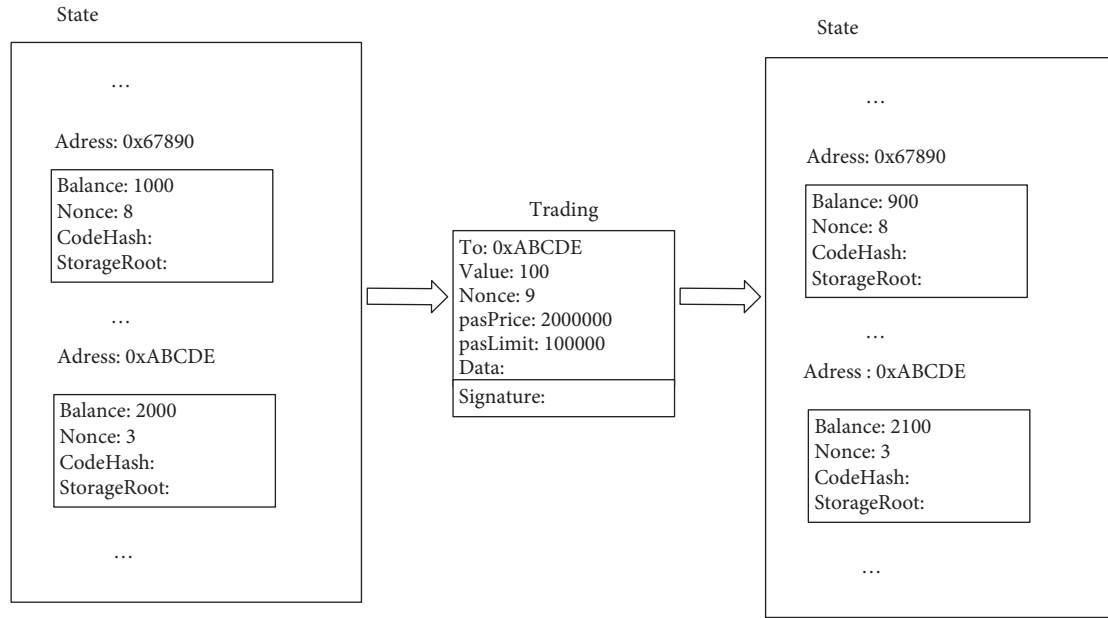 State
…
Adress: 0x67890
Balance: 1000
Nonce: 8
CodeHash:
StorageRoot:
…
Adress: 0xABCDE
Balance: 2000
Nonce: 3
CodeHash:
StorageRoot:
…
Trading
To: 0xABCDE
Value: 100
Nonce: 9
pasPrice: 2000000
pasLimit: 100000
Data:
Signature:
State
…
Adress: 0x67890
Balance: 900
Nonce: 8
CodeHash:
StorageRoot:
…
Adress : 0xABCDE
Balance: 2100
Nonce: 3
CodeHash:
StorageRoot:
…